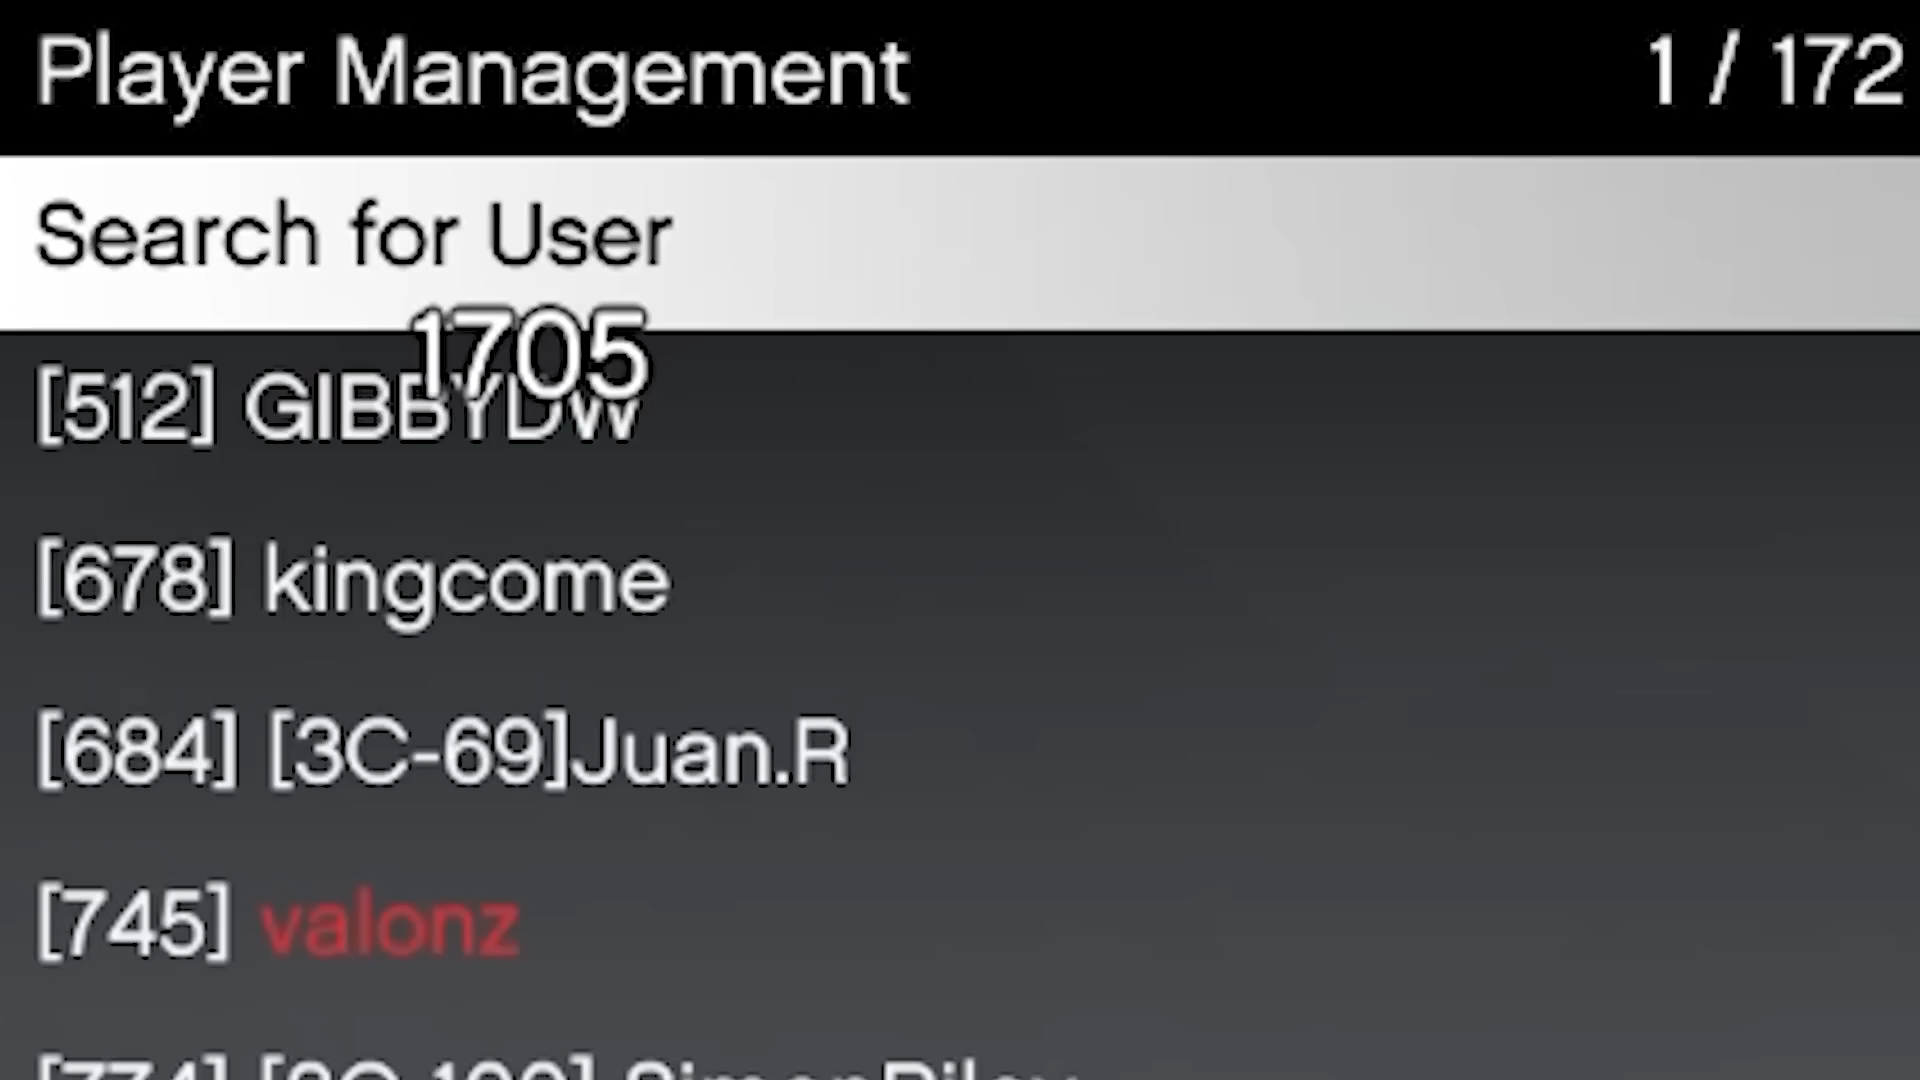 Player Management 1 / 172
Search for User
1705
[512] GIBBYDW
[678] kingcome
[684] [3C-69]Juan.R
[745] valonz